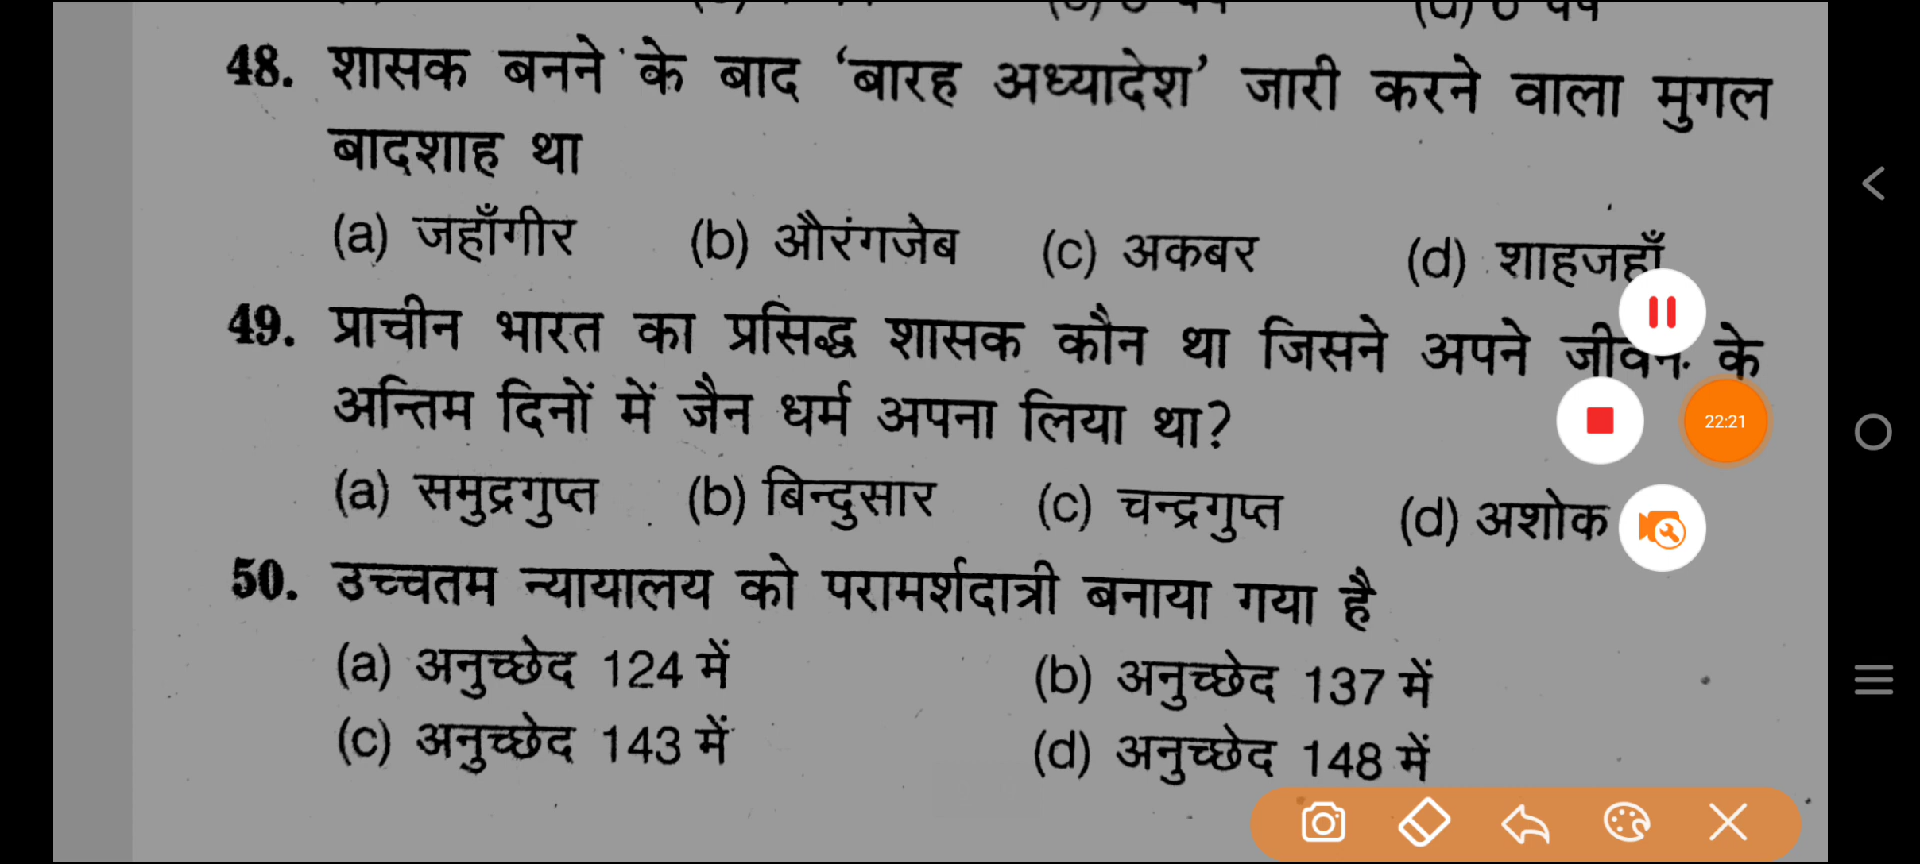 48. शासक बनने के बाद ‘बारह अध्यादेश’ जारी करने वाला मुगल
बादशाह था
(a) जहाँगीर (b) औरंगजेब (c) अकबर (d) शाहजहाँ
49. प्राचीन भारत का प्रसिद्ध शासक कौन था जिसने अपने जीवन के
अन्तिम दिनों में जैन धर्म अपना लिया था?
(a) समुद्रगुप्त (b) बिन्दुसार (c) चन्द्रगुप्त (d) अशोक
22:21
50. उच्चतम न्यायालय को परामर्शदात्री बनाया गया है
(a) अनुच्छेद 124 में (b) अनुच्छेद 137 में
(c) अनुच्छेद 143 में (d) अनुच्छेद 148 में